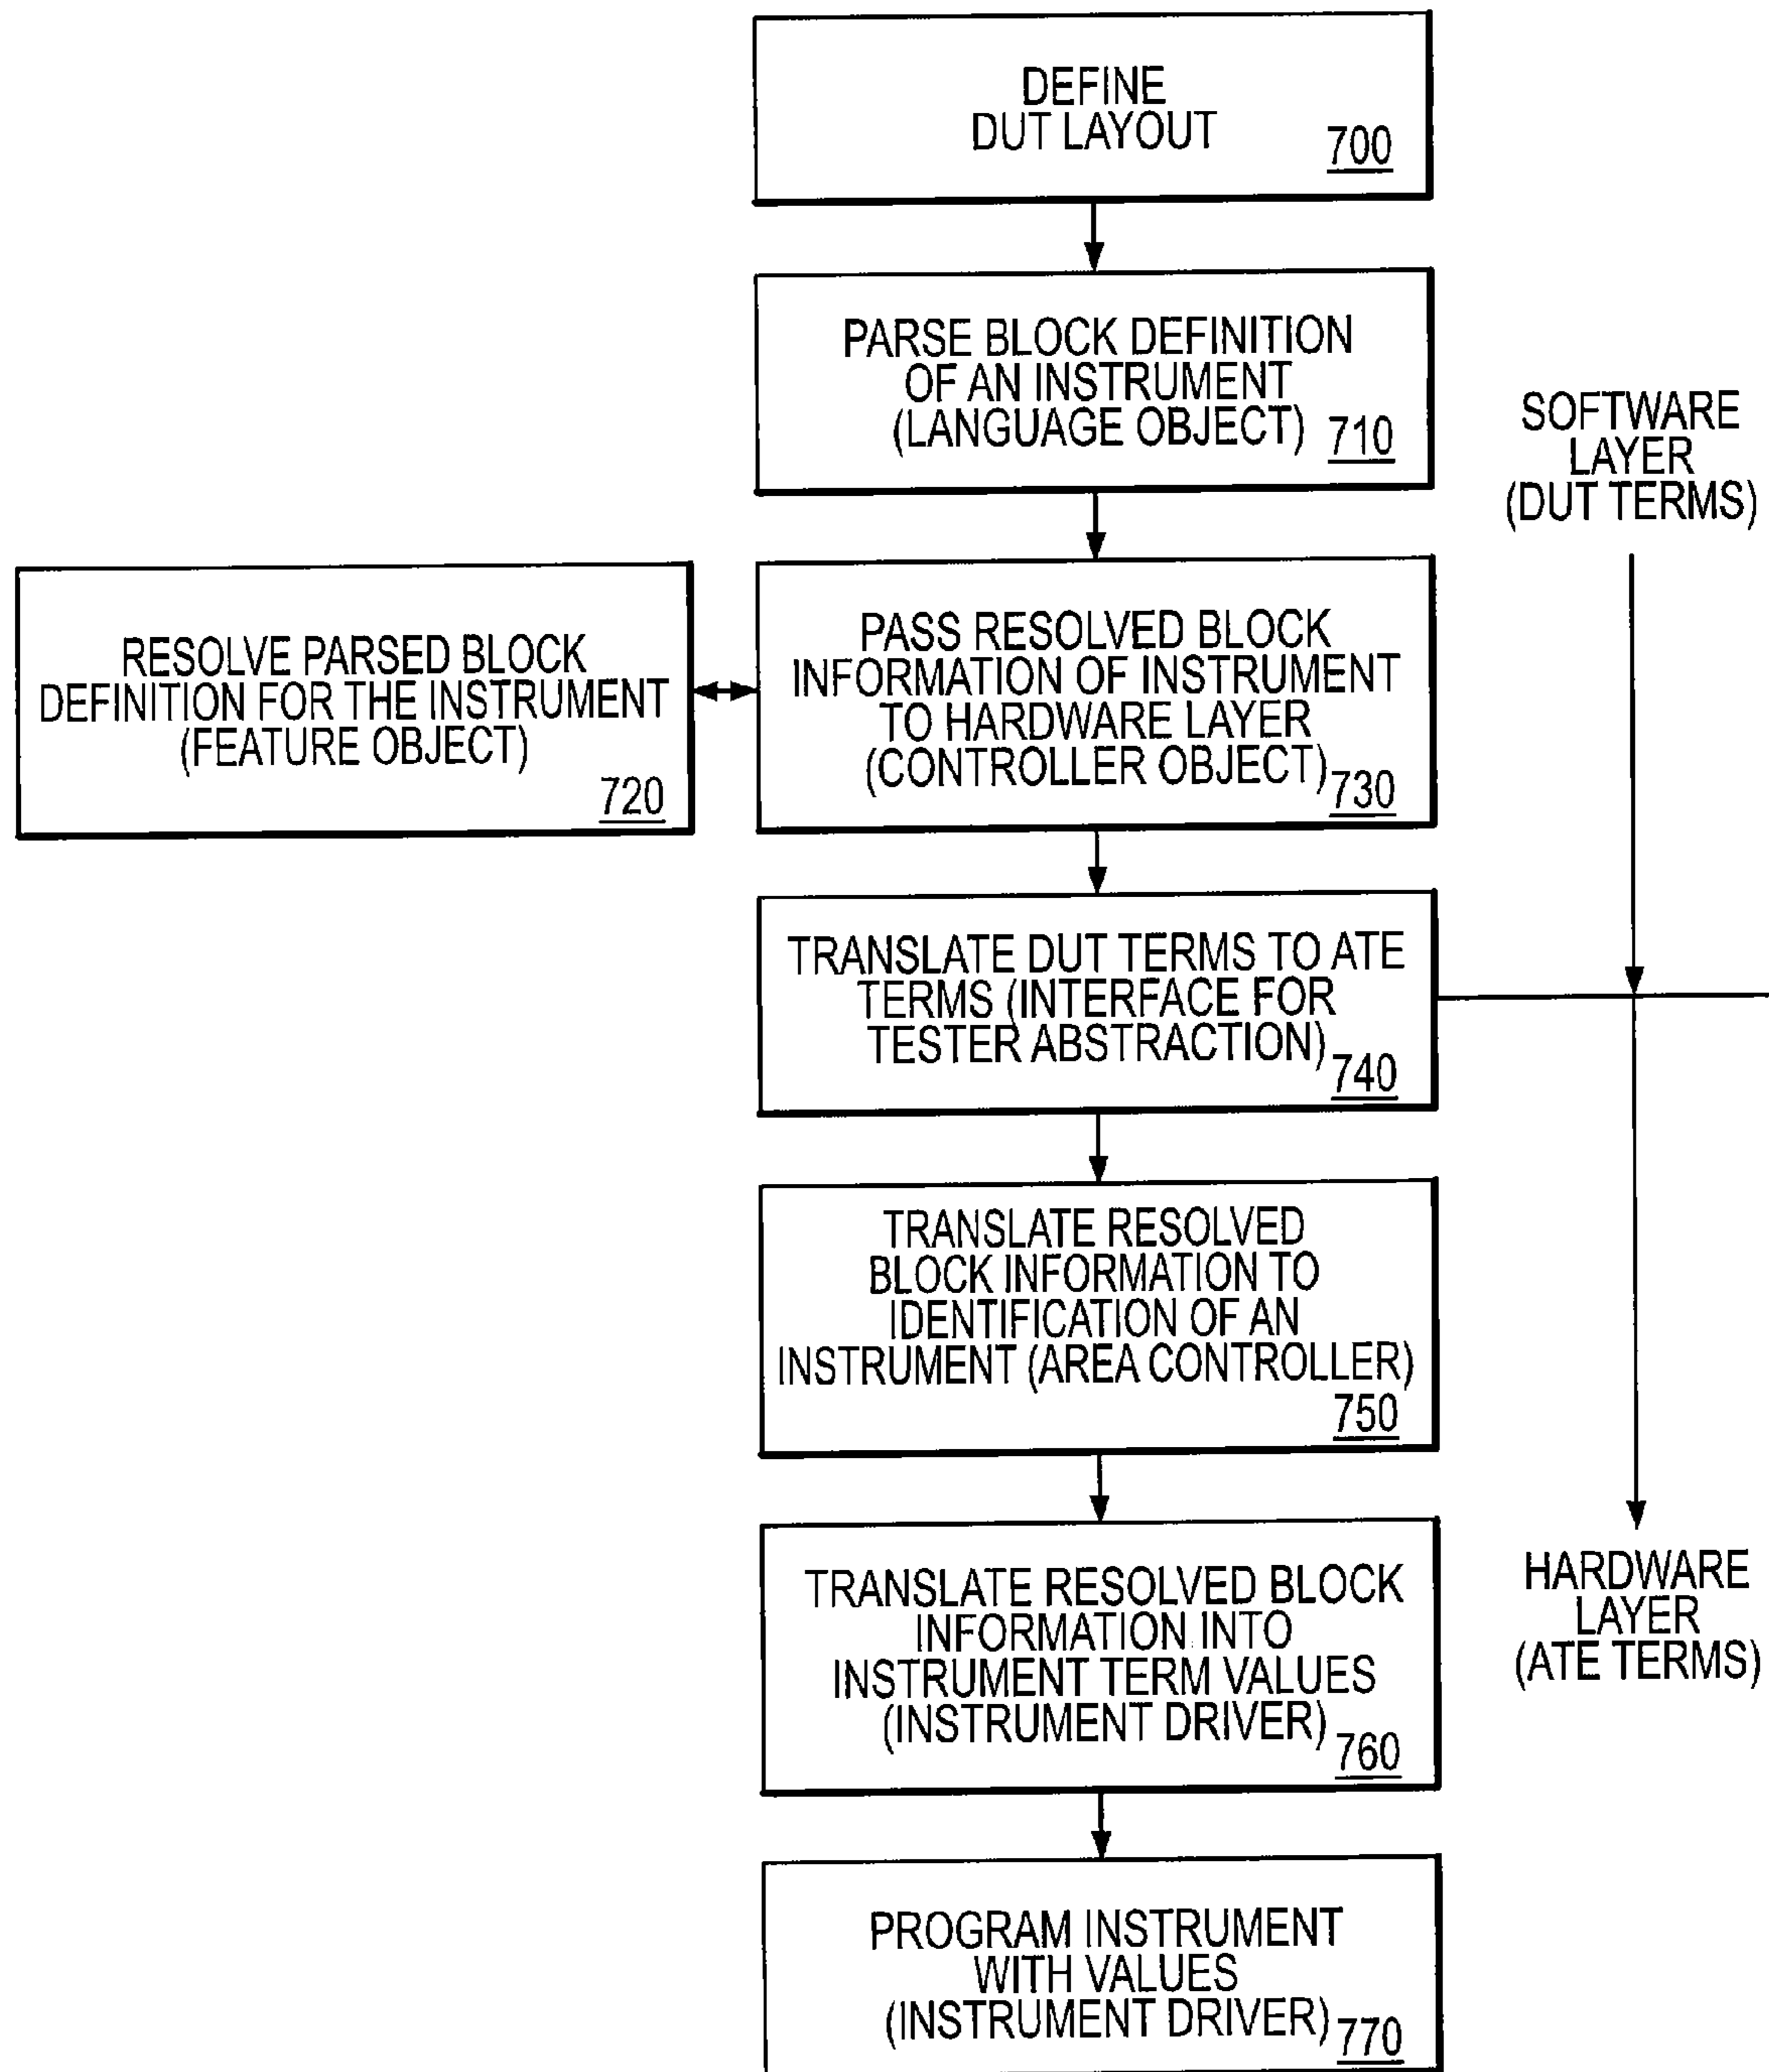 DEFINE
DUT LAYOUT
700
PARSE BLOCK DEFINITION
OF AN INSTRUMENT
(LANGUAGE OBJECT)
710
SOFTWARE
LAYER
(DUT TERMS)
RESOLVE PARSED BLOCK
DEFINITION FOR THE INSTRUMENT
(FEATURE OBJECT)
720
PASS RESOLVED BLOCK
INFORMATION OF INSTRUMENT
TO HARDWARE LAYER
(CONTROLLER OBJECT)
730
TRANSLATE DUT TERMS TO ATE
TERMS (INTERFACE FOR
TESTER ABSTRACTION)
740
TRANSLATE RESOLVED
BLOCK INFORMATION TO
IDENTIFICATION OF AN
INSTRUMENT (AREA CONTROLLER)
750
TRANSLATE RESOLVED BLOCK
INFORMATION INTO
INSTRUMENT TERM VALUES
(INSTRUMENT DRIVER)
760
HARDWARE
LAYER
(ATE TERMS)
PROGRAM INSTRUMENT
WITH VALUES
(INSTRUMENT DRIVER)
770